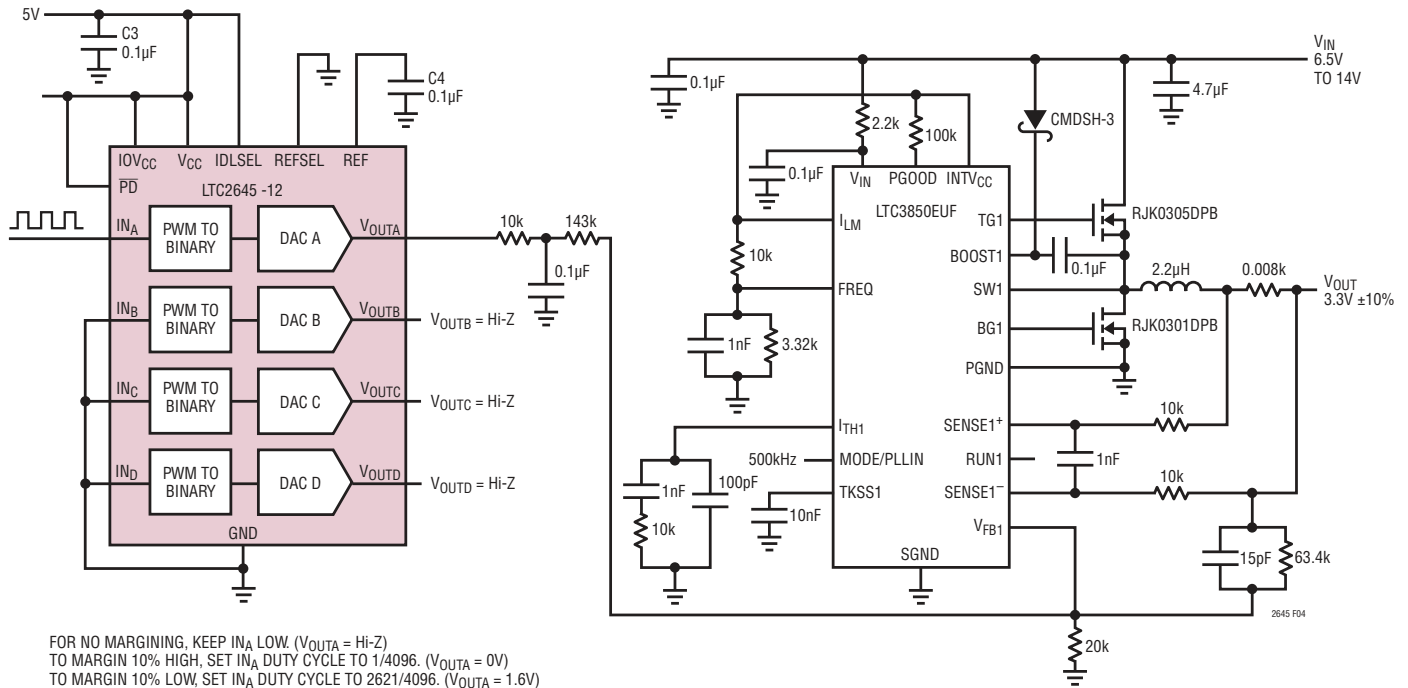 5V
C3
0.1µF
C4
0.1µF
IOVCC
VCC
IDLSEL
REFSEL
REF
PD
LTC2645 -12
INA
PWM TO
BINARY
DAC A
VOUTA
INB
PWM TO
BINARY
DAC B
VOUTB
VOUTB = Hi-Z
INC
PWM TO
BINARY
DAC C
VOUTC
VOUTC = Hi-Z
IND
PWM TO
BINARY
DAC D
VOUTD
VOUTD = Hi-Z
GND
10k
143k
0.1µF
0.1µF
VIN
6.5V
TO 14V
4.7µF
CMDSH-3
2.2k
100k
0.1µF
VIN
PGOOD
INTVCC
LTC3850EUF
ILM
10k
FREQ
1nF
3.32k
ITH1
1nF
100pF
10k
500kHz
MODE/PLLIN
TKSS1
10nF
SGND
TG1
RJK0305DPB
BOOST1
0.1µF
SW1
2.2µH
0.008k
VOUT
3.3V ±10%
BG1
RJK0301DPB
PGND
SENSE1+
10k
RUN1
1nF
SENSE1–
10k
VFB1
15pF
63.4k
20k
2645 F04
FOR NO MARGINING, KEEP INA LOW. (VOUTA = Hi-Z)
TO MARGIN 10% HIGH, SET INA DUTY CYCLE TO 1/4096. (VOUTA = 0V)
TO MARGIN 10% LOW, SET INA DUTY CYCLE TO 2621/4096. (VOUTA = 1.6V)